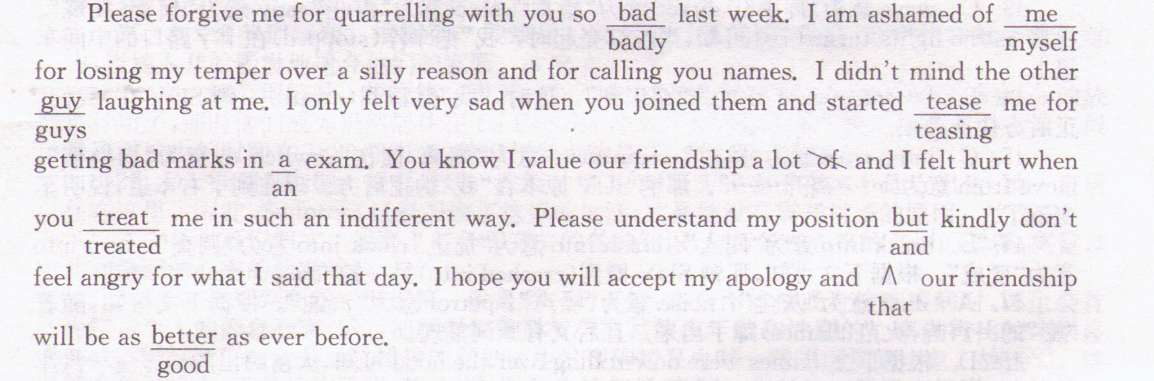 Please forgive me for quarrelling with you so bad last week. I am ashamed of me
badly myself
for losing my temper over a silly reason and for calling you names. I didn't mind the other
guy laughing at me. I only felt very sad when you joined them and started tease me for
guys teasing
getting bad marks in a exam. You know I value our friendship a lot of, and I felt hurt when
an
you treat me in such an indifferent way. Please understand my position but kindly don't
treated and
feel angry for what I said that day. I hope you will accept my apology and ∧ our friendship
that
will be as better as ever before.
good